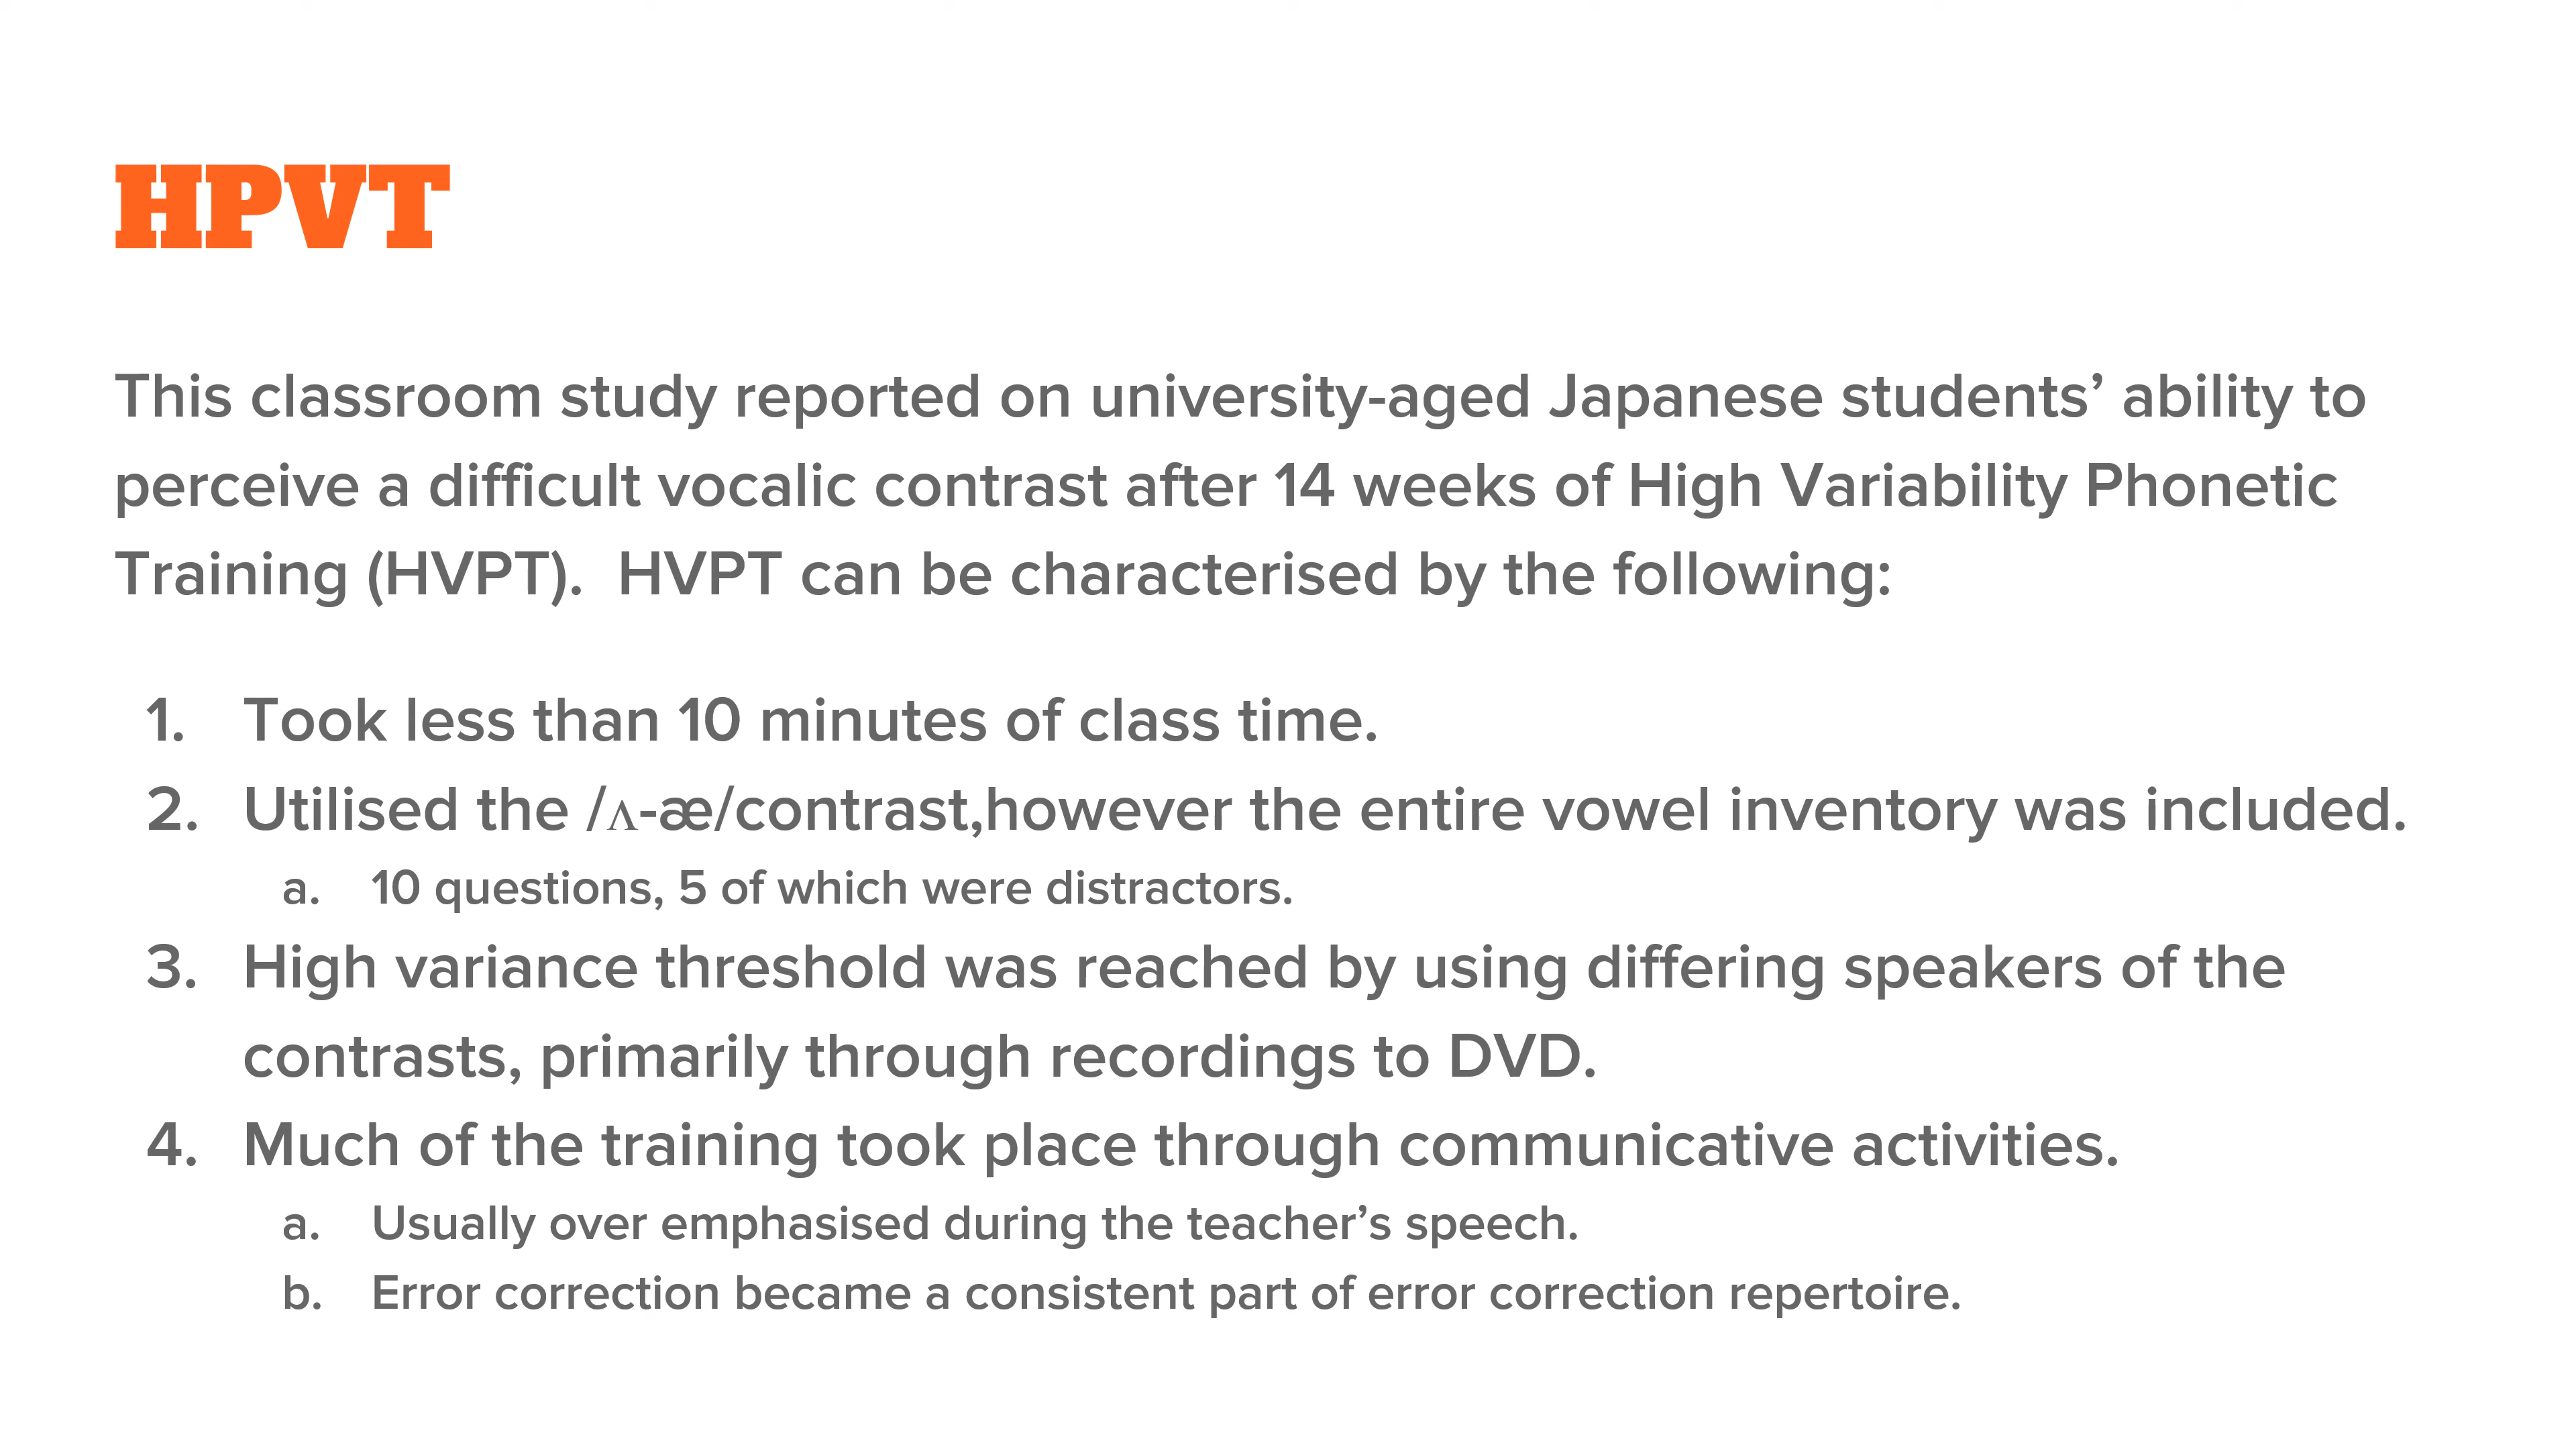 HPVT
This classroom study reported on university-aged Japanese students’ ability to
perceive a difficult vocalic contrast after 14 weeks of High Variability Phonetic
Training (HVPT).  HVPT can be characterised by the following:
1. Took less than 10 minutes of class time.
2. Utilised the /ʌ-æ/contrast,however the entire vowel inventory was included.
a. 10 questions, 5 of which were distractors.
3. High variance threshold was reached by using differing speakers of the
contrasts, primarily through recordings to DVD.
4. Much of the training took place through communicative activities.
a. Usually over emphasised during the teacher’s speech.
b. Error correction became a consistent part of error correction repertoire.